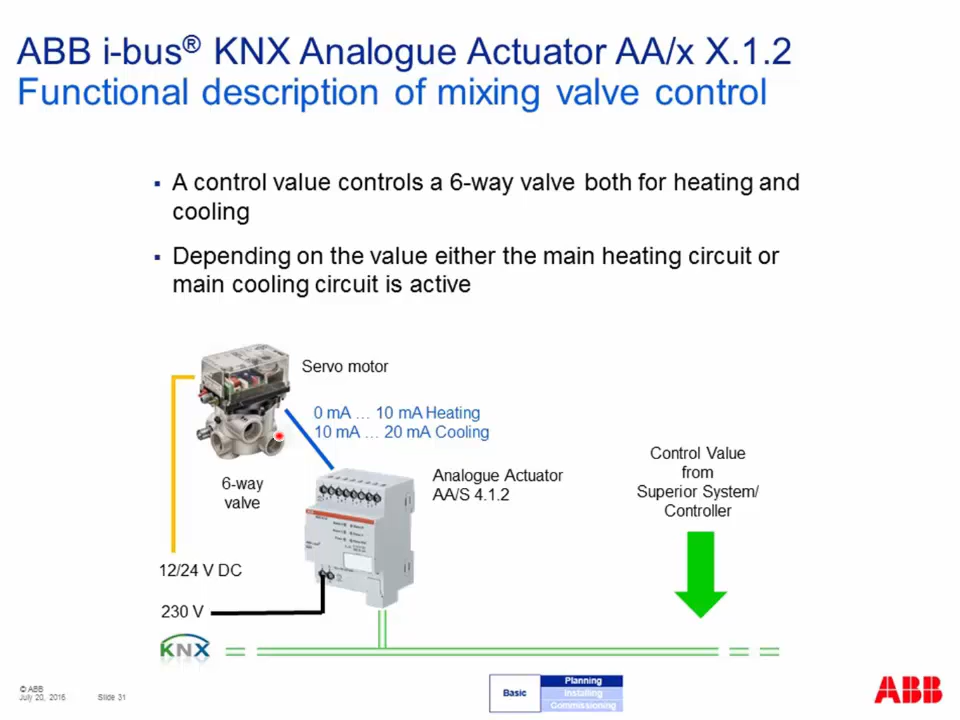 ABB i-bus® KNX Analogue Actuator AA/x X.1.2
Functional description of mixing valve control
▪ A control value controls a 6-way valve both for heating and
cooling
▪ Depending on the value either the main heating circuit or
main cooling circuit is active
Servo motor
0 mA … 10 mA Heating
10 mA … 20 mA Cooling
6-way
valve
Analogue Actuator
AA/S 4.1.2
Control Value
from
Superior System/
Controller
12/24 V DC
230 V
KNX
© ABB
July 20, 2016
Slide 31
Basic
Planning
Installing
Commissioning
ABB